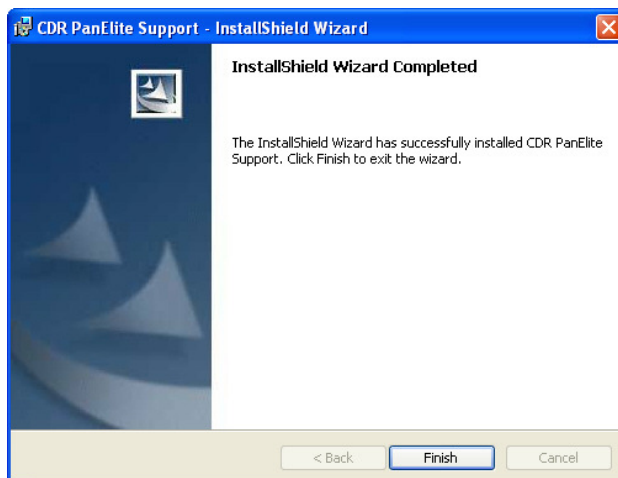 CDR PanElite Support - InstallShield Wizard
InstallShield Wizard Completed
The InstallShield Wizard has successfully installed CDR PanElite
Support. Click Finish to exit the wizard.
< Back
Finish
Cancel